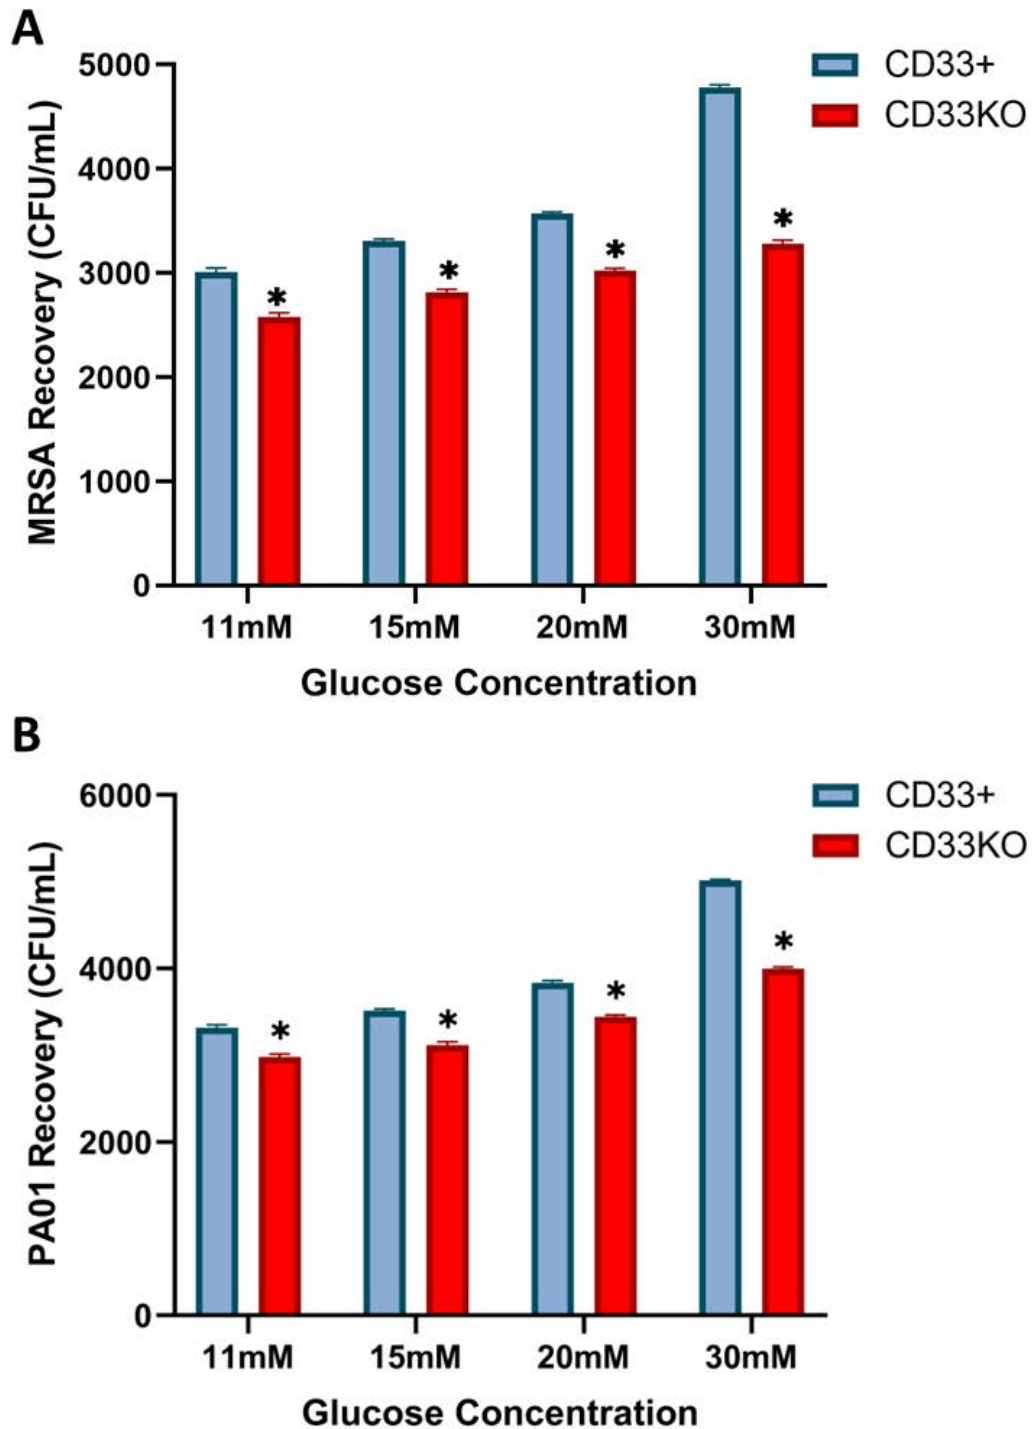 A
5000
4000
3000
2000
1000
0
MRSA Recovery (CFU/mL)
CD33+
CD33KO
*
*
*
*
11mM 15mM 20mM 30mM
Glucose Concentration
B
6000
4000
2000
0
PA01 Recovery (CFU/mL)
CD33+
CD33KO
*
*
*
*
11mM 15mM 20mM 30mM
Glucose Concentration